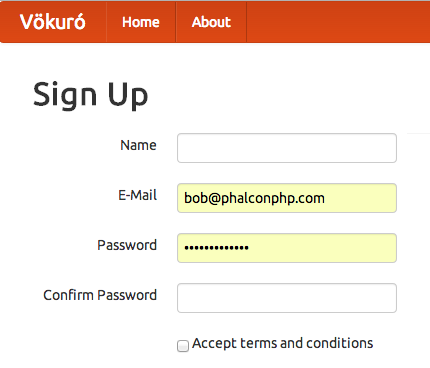 Vökuró Home About
Sign Up
Name
E-Mail bob@phalconphp.com
Password •••••••••••••
Confirm Password
Accept terms and conditions